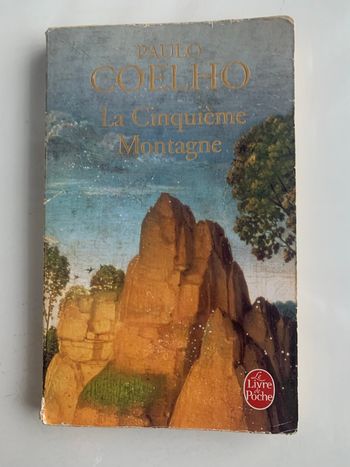 PAULO
COELHO
La Cinquième
Montagne
Le
Livre
de
Poche